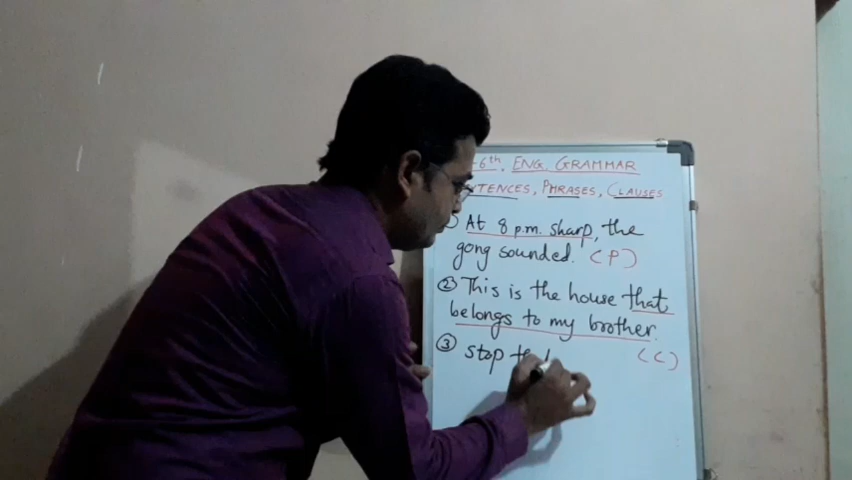 6th, ENG. GRAMMAR
SENTENCES, PHRASES, CLAUSES
At 8 p.m. sharp, the
gong sounded. (P)
② This is the house that
belongs to my brother.
(C)
③ Stop